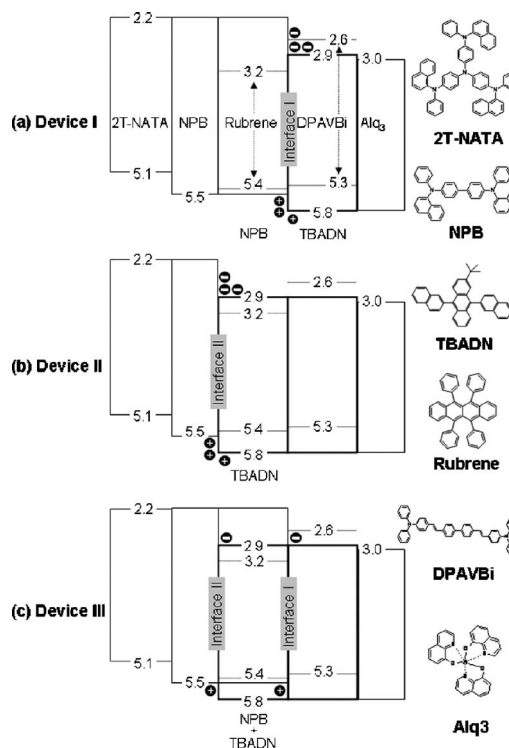 2.2
2.6
2.9
3.0
3.2
(a) Device I
2T-NATA
NPB
Rubrene
Interface I
DPAVBi
Alq3
5.1
5.5
5.4
5.3
5.8
NPB
TBADN
2T-NATA
NPB
2.2
2.6
2.9
3.0
3.2
(b) Device II
Interface II
5.1
5.5
5.4
5.3
5.8
TBADN
TBADN
Rubrene
2.2
2.6
2.9
3.0
3.2
(c) Device III
Interface II
Interface I
5.1
5.5
5.4
5.3
5.8
NPB
+
TBADN
DPAVBi
Alq3